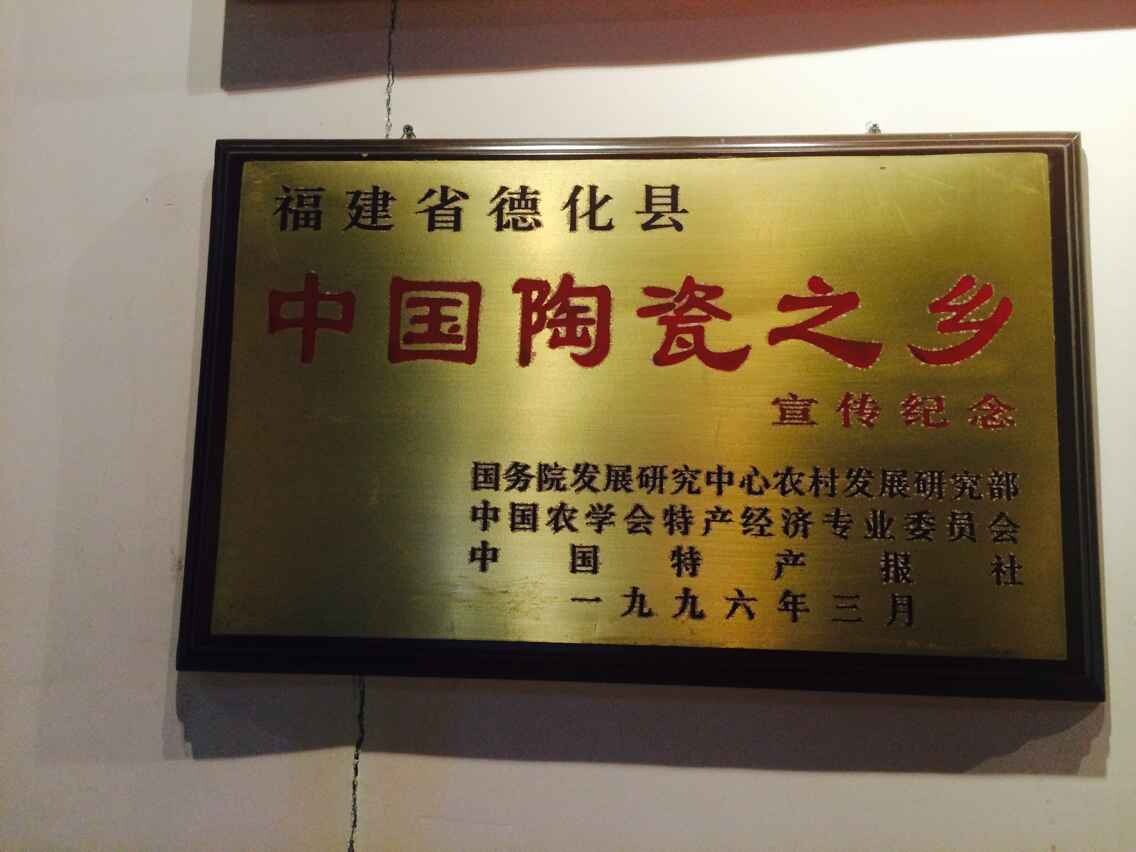 福建省德化县
中国陶瓷之乡
宣传纪念
国务院发展研究中心农村发展研究部
中国农学会特产经济专业委员会
中国特产报社
一九九六年三月